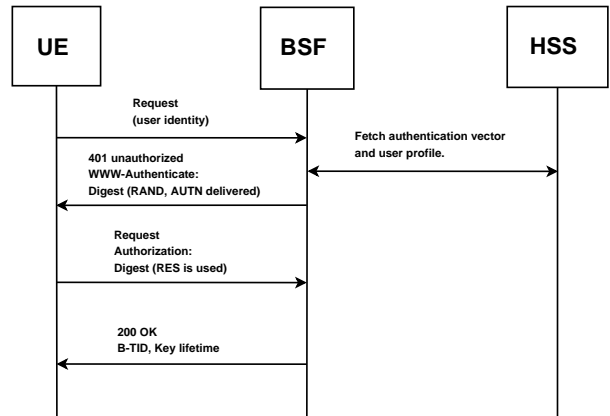 UE
BSF
HSS
Request
(user identity)
Fetch authentication vector
and user profile.
401 unauthorized
WWW-Authenticate:
Digest (RAND, AUTN delivered)
Request
Authorization:
Digest (RES is used)
200 OK
B-TID, Key lifetime